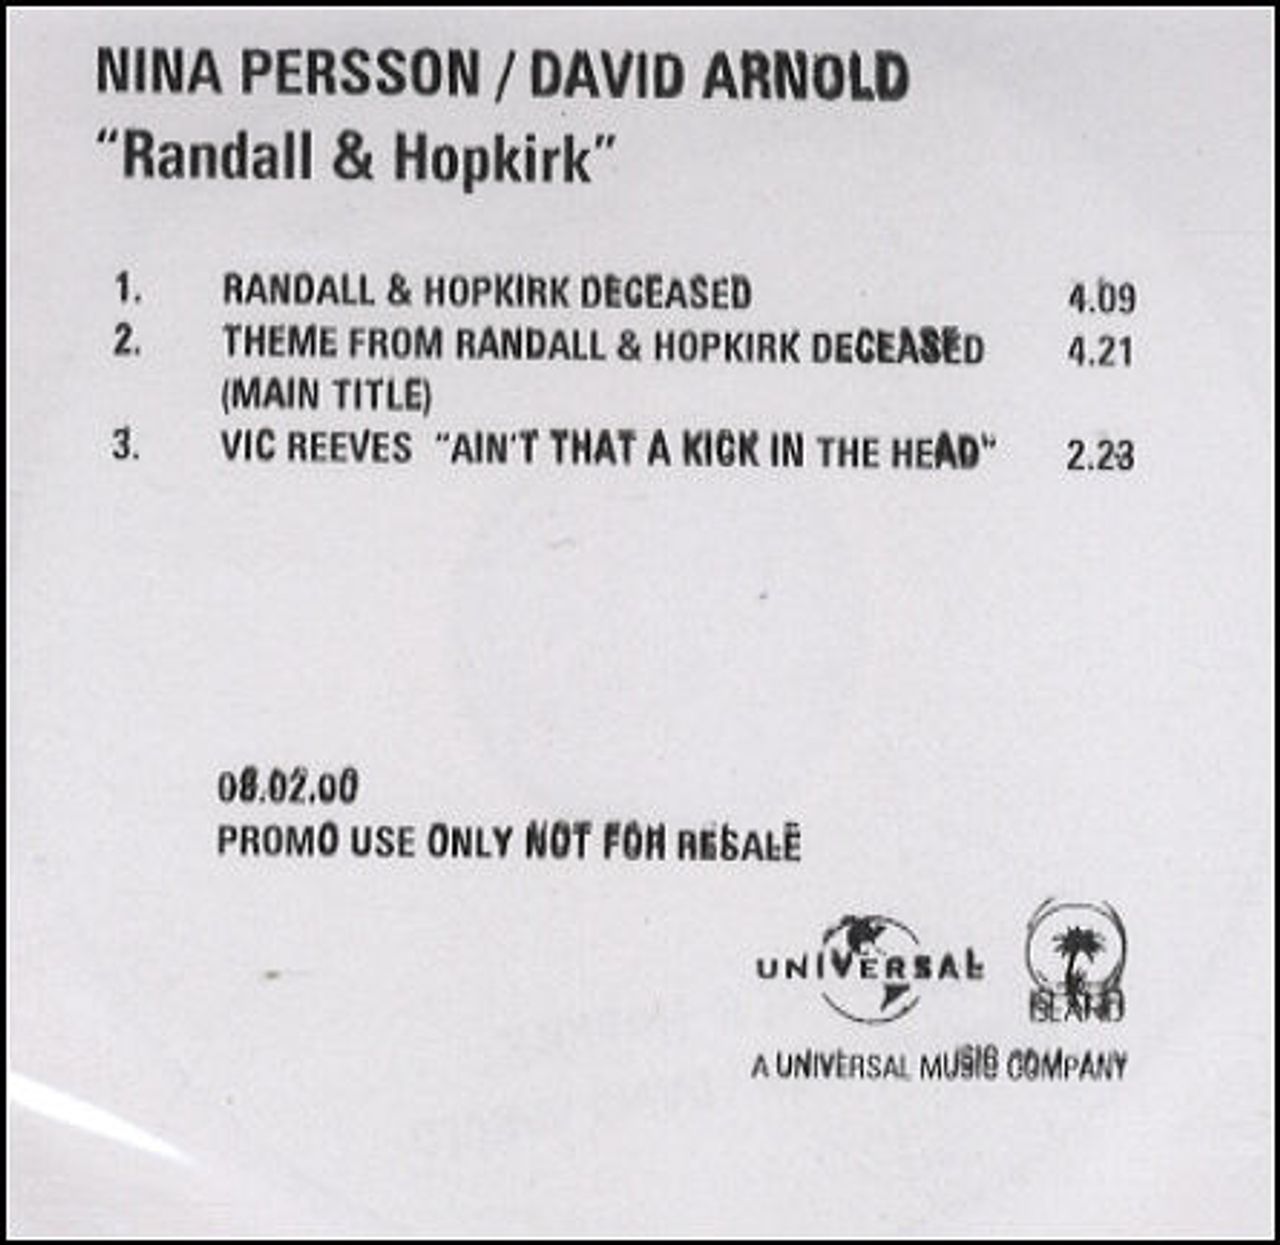 NINA PERSSON / DAVID ARNOLD
"Randall & Hopkirk"
1. RANDALL & HOPKIRK DECEASED 4.09
2. THEME FROM RANDALL & HOPKIRK DECEASED 4.21
(MAIN TITLE)
3. VIC REEVES "AIN'T THAT A KICK IN THE HEAD" 2.23
08.02.00
PROMO USE ONLY NOT FOR RESALE
UNIVERSAL
ISLAND
A UNIVERSAL MUSIC COMPANY